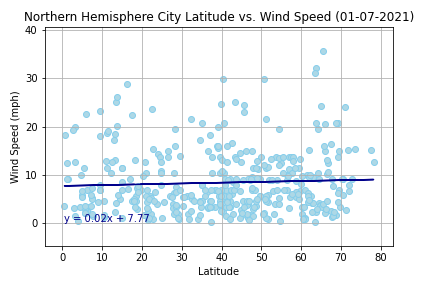 Northern Hemisphere City Latitude vs. Wind Speed (01-07-2021)
40
30
20
10
0
Wind Speed (mph)
y = 0.02x + 7.77
0 10 20 30 40 50 60 70 80
Latitude